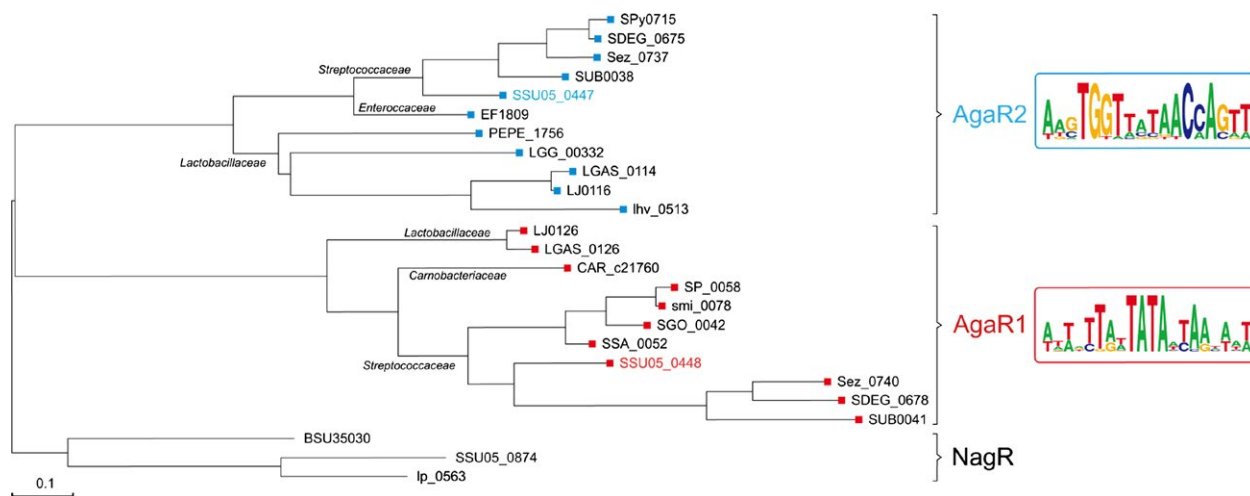 SPy0715
SDEG_0675
Sez_0737
Streptococcaceae
SUB0038
SSU05_0447
Enteroccaceae
EF1809
PEPE_1756
Lactobacillaceae
LGG_00332
LGAS_0114
LJ0116
lhv_0513
AgaR2
Lactobacillaceae
LJ0126
LGAS_0126
Carnobacteriaceae
CAR_c21760
SP_0058
smi_0078
SGO_0042
SSA_0052
Streptococcaceae
SSU05_0448
Sez_0740
SDEG_0678
SUB0041
AgaR1
BSU35030
SSU05_0874
lp_0563
NagR
0.1